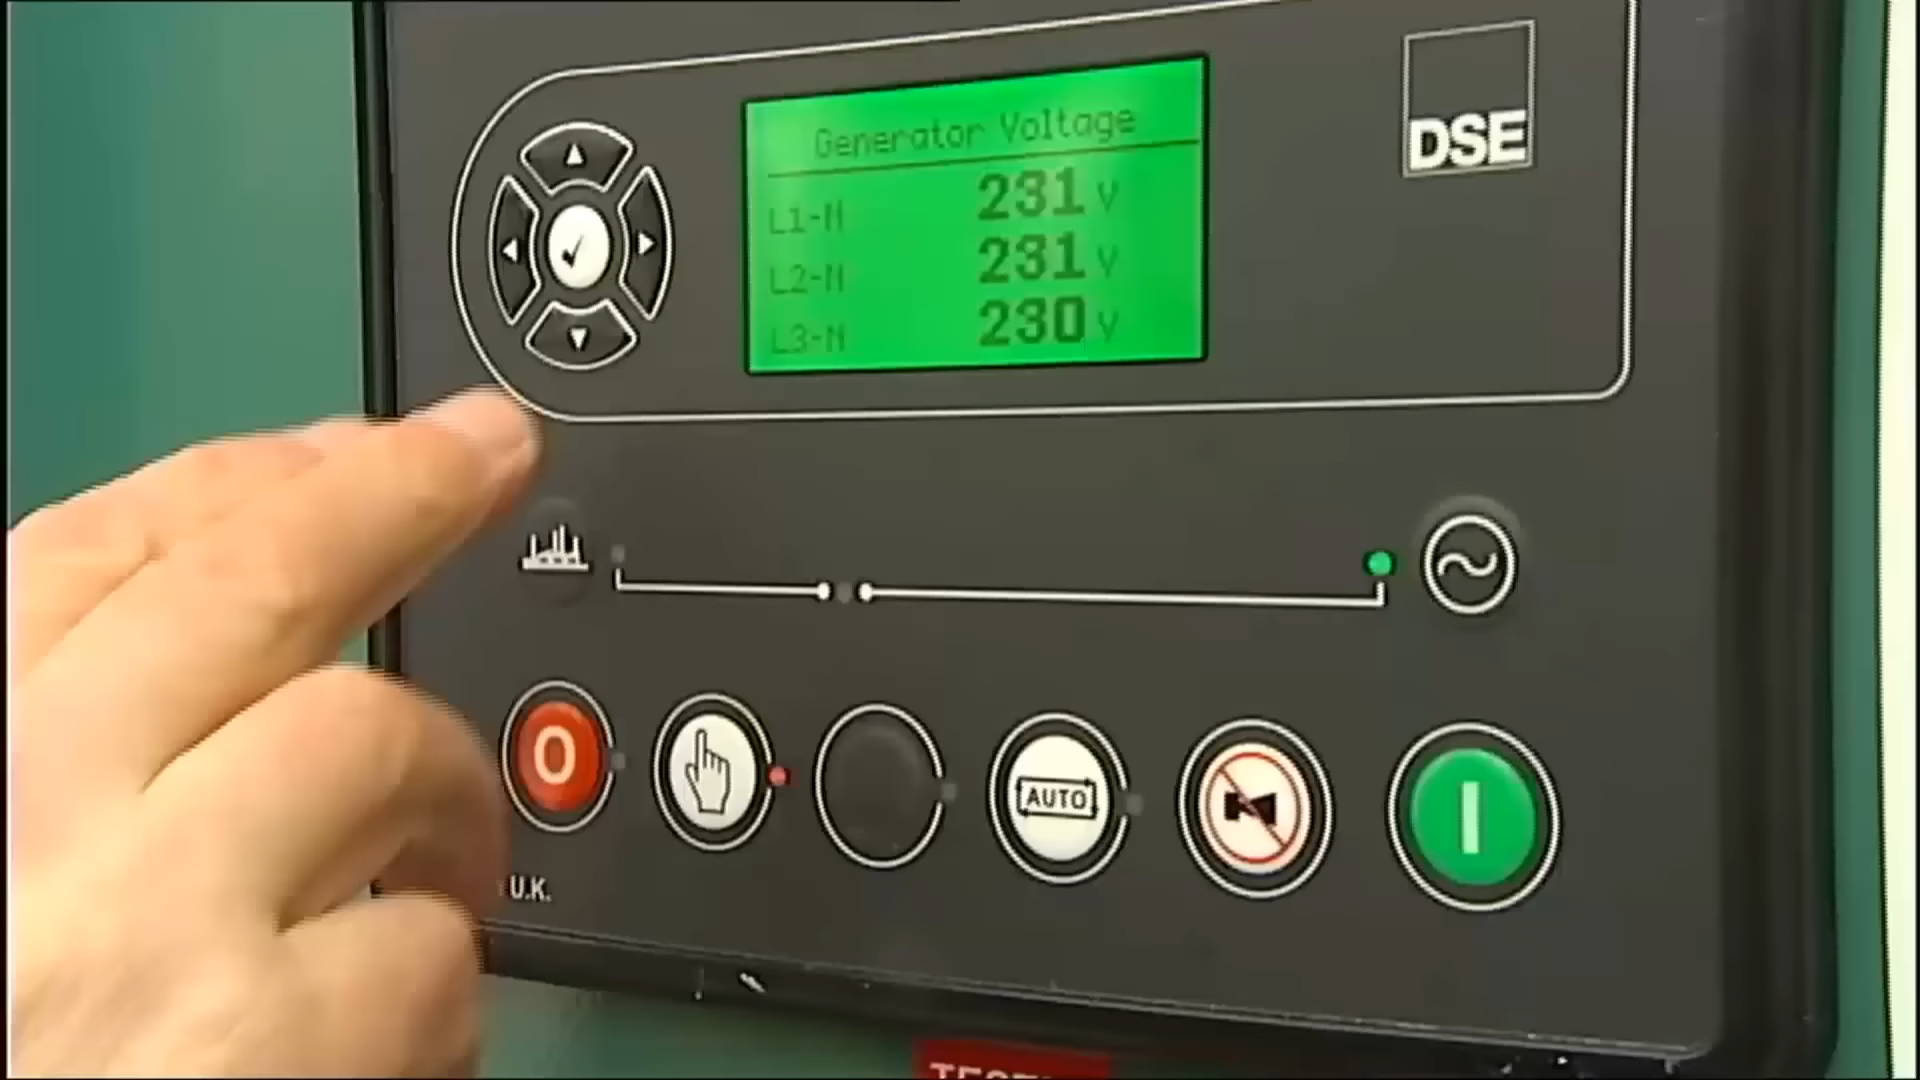 Generator Voltage
L1-N 231 V
L2-N 231 V
L3-N 230 V
DSE
O
AUTO
I
U.K.